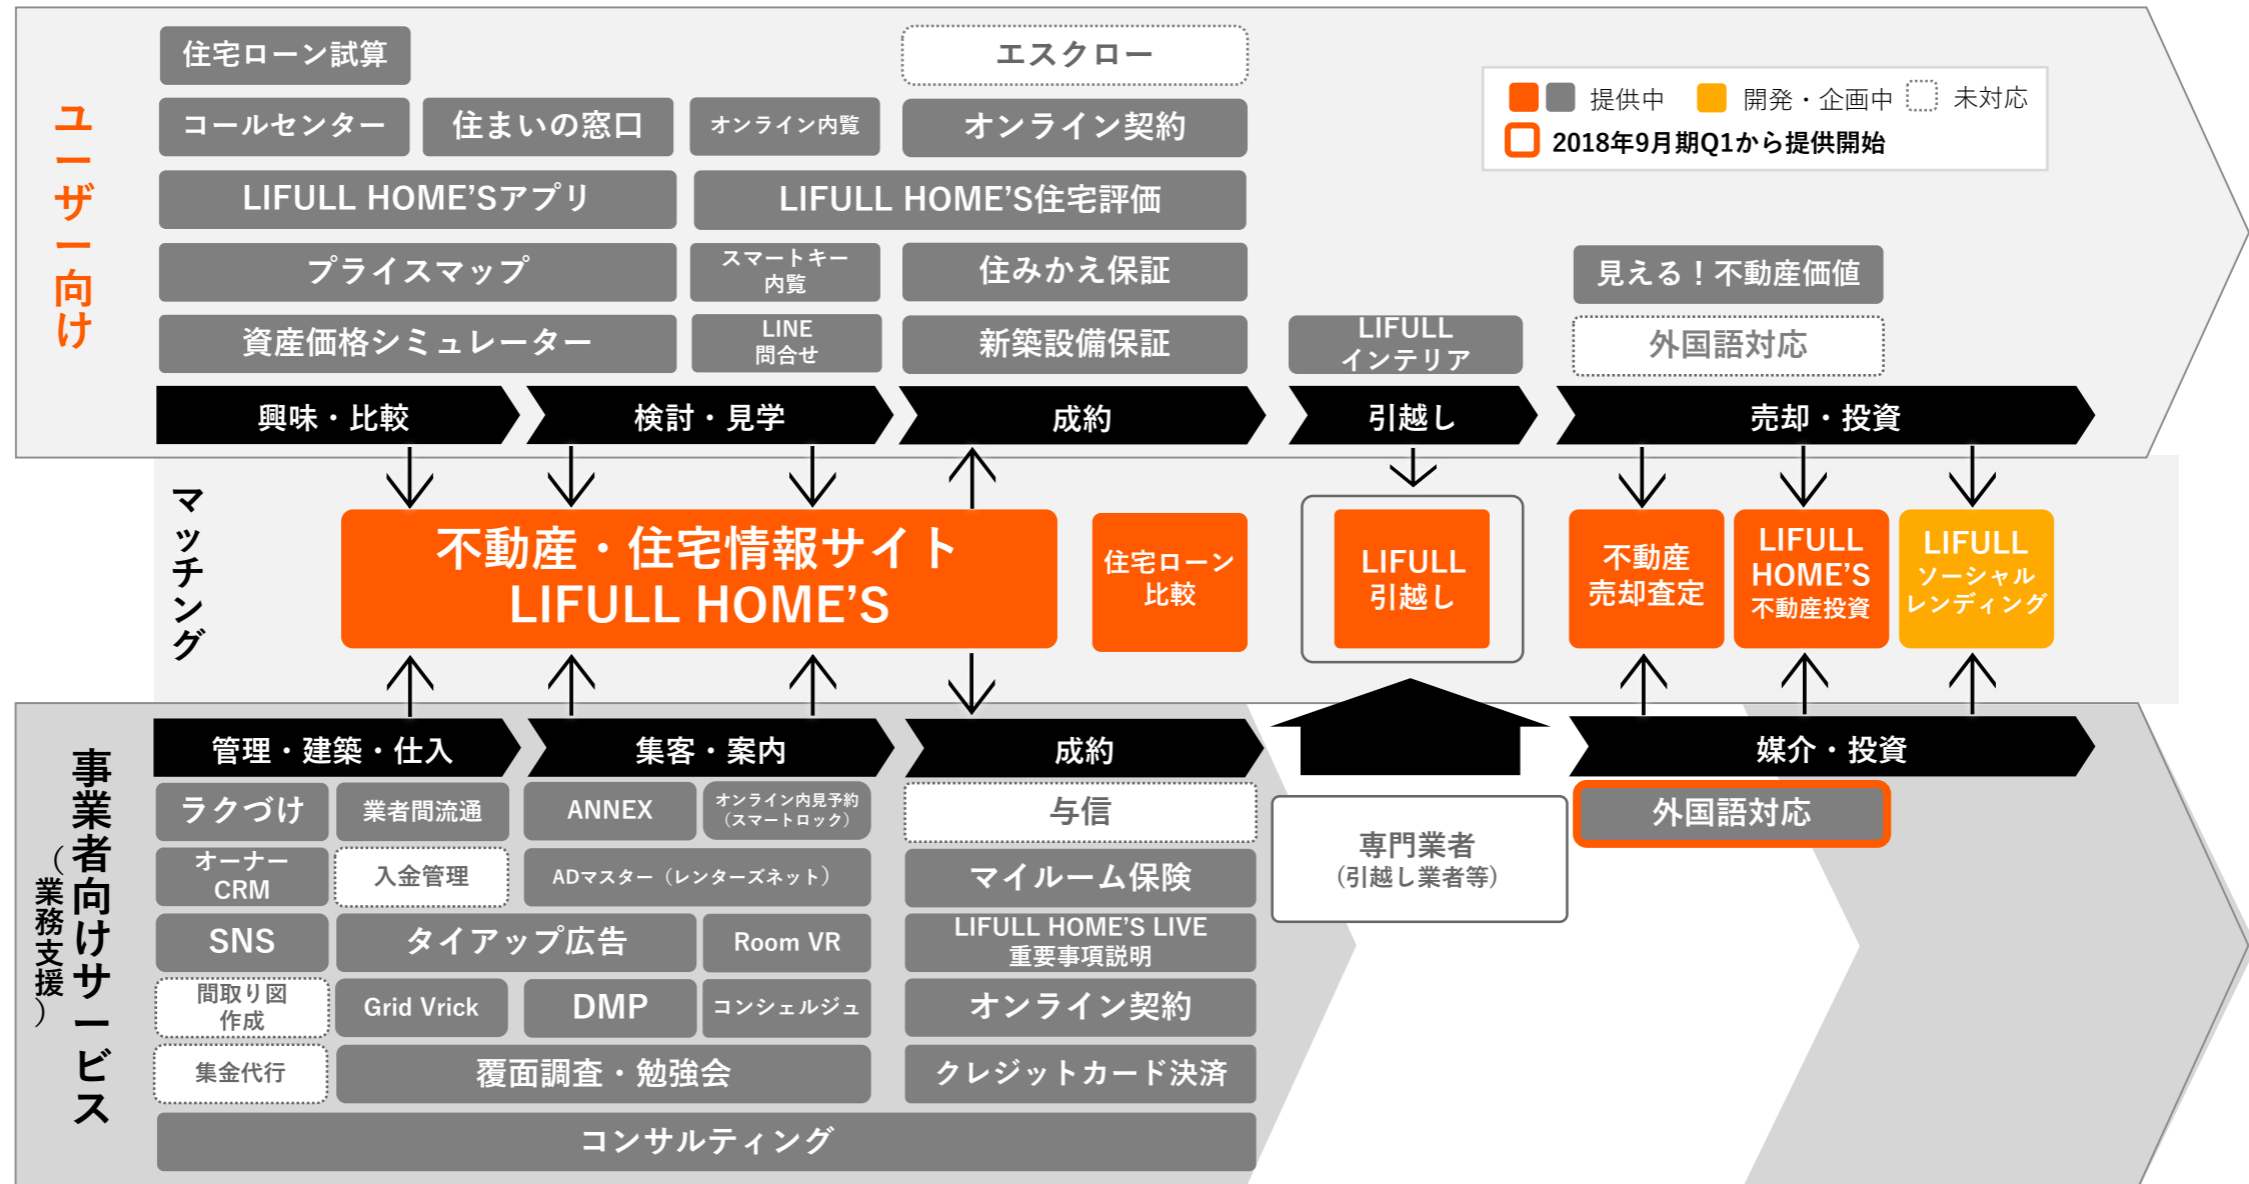 住宅ローン試算
エスクロー
提供中
開発・企画中
未対応
2018年9月期Q1から提供開始
ユーザー向け
コールセンター
住まいの窓口
オンライン内覧
オンライン契約
LIFULL HOME’Sアプリ
LIFULL HOME’S住宅評価
プライスマップ
スマートキー
内覧
住みかえ保証
見える！不動産価値
資産価格シミュレーター
LINE
問合せ
新築設備保証
LIFULL
インテリア
外国語対応
興味・比較
検討・見学
成約
引越し
売却・投資
マッチング
不動産・住宅情報サイト
LIFULL HOME’S
住宅ローン
比較
LIFULL
引越し
不動産
売却査定
LIFULL
HOME’S
不動産投資
LIFULL
ソーシャル
レンディング
事業者向けサービス
（業務支援）
管理・建築・仕入
集客・案内
成約
媒介・投資
ラクづけ
業者間流通
ANNEX
オンライン内見予約
（スマートロック）
与信
専門業者
（引越し業者等）
外国語対応
オーナー
CRM
入金管理
ADマスター（レンターズネット）
マイルーム保険
SNS
タイアップ広告
Room VR
LIFULL HOME’S LIVE
重要事項説明
間取り図
作成
Grid Vrick
DMP
コンシェルジュ
オンライン契約
集金代行
覆面調査・勉強会
クレジットカード決済
コンサルティング